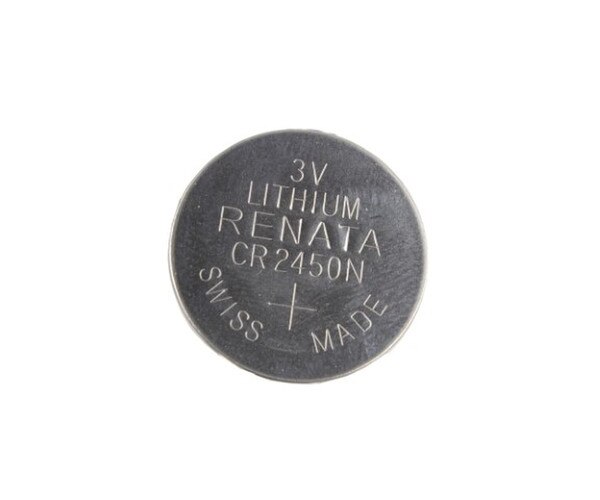 3V
LITHIUM
RENATA
CR2450N
+
SWISS MADE